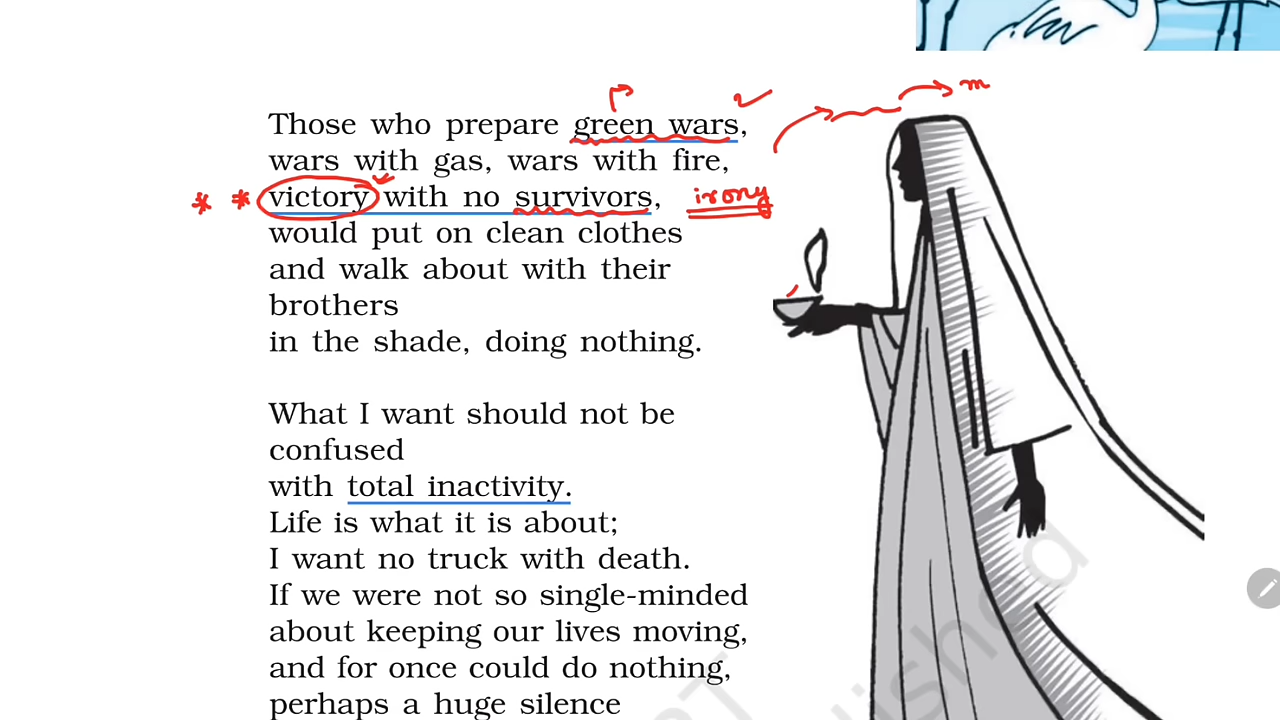 Those who prepare green wars,
wars with gas, wars with fire,
victory with no survivors, irony
would put on clean clothes
and walk about with their
brothers
in the shade, doing nothing.
What I want should not be
confused
with total inactivity.
Life is what it is about;
I want no truck with death.
If we were not so single-minded
about keeping our lives moving,
and for once could do nothing,
perhaps a huge silence